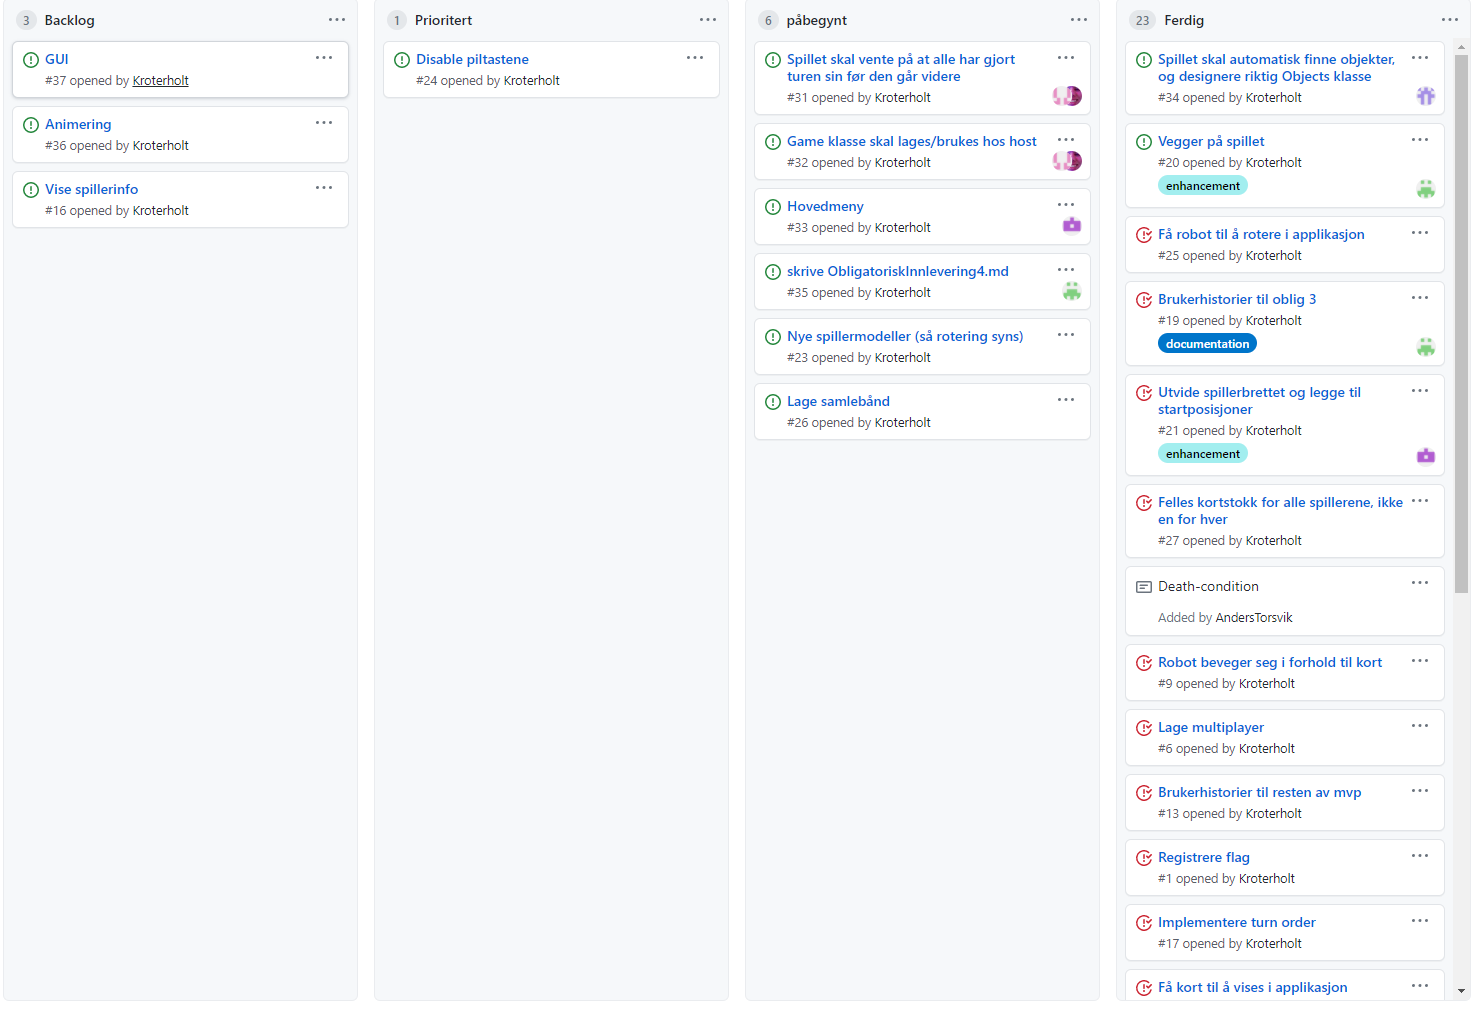 3 Backlog
GUI
#37 opened by Kroterholt
Animering
#36 opened by Kroterholt
Vise spillerinfo
#16 opened by Kroterholt
1 Prioritert
Disable piltastene
#24 opened by Kroterholt
6 påbegynt
Spillet skal vente på at alle har gjort
turen sin før den går videre
#31 opened by Kroterholt
Game klasse skal lages/brukes hos host
#32 opened by Kroterholt
Hovedmeny
#33 opened by Kroterholt
skrive ObligatoriskInnlevering4.md
#35 opened by Kroterholt
Nye spillermodeller (så rotering syns)
#23 opened by Kroterholt
Lage samlebånd
#26 opened by Kroterholt
23 Ferdig
Spillet skal automatisk finne objekter,
og designere riktig Objects klasse
#34 opened by Kroterholt
Vegger på spillet
#20 opened by Kroterholt
enhancement
Få robot til å rotere i applikasjon
#25 opened by Kroterholt
Brukerhistorier til oblig 3
#19 opened by Kroterholt
documentation
Utvide spillerbrettet og legge til
startposisjoner
#21 opened by Kroterholt
enhancement
Felles kortstokk for alle spillerene, ikke
en for hver
#27 opened by Kroterholt
Death-condition
Added by AndersTorsvik
Robot beveger seg i forhold til kort
#9 opened by Kroterholt
Lage multiplayer
#6 opened by Kroterholt
Brukerhistorier til resten av mvp
#13 opened by Kroterholt
Registrere flag
#1 opened by Kroterholt
Implementere turn order
#17 opened by Kroterholt
Få kort til å vises i applikasjon